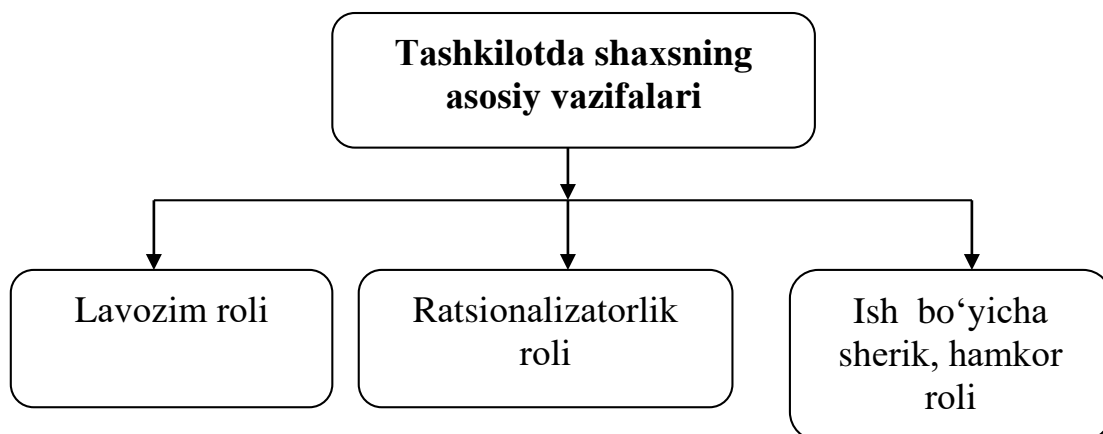 Tashkilotda shaxsning
asosiy vazifalari
Lavozim roli
Ratsionalizatorlik
roli
Ish bo‘yicha
sherik, hamkor
roli